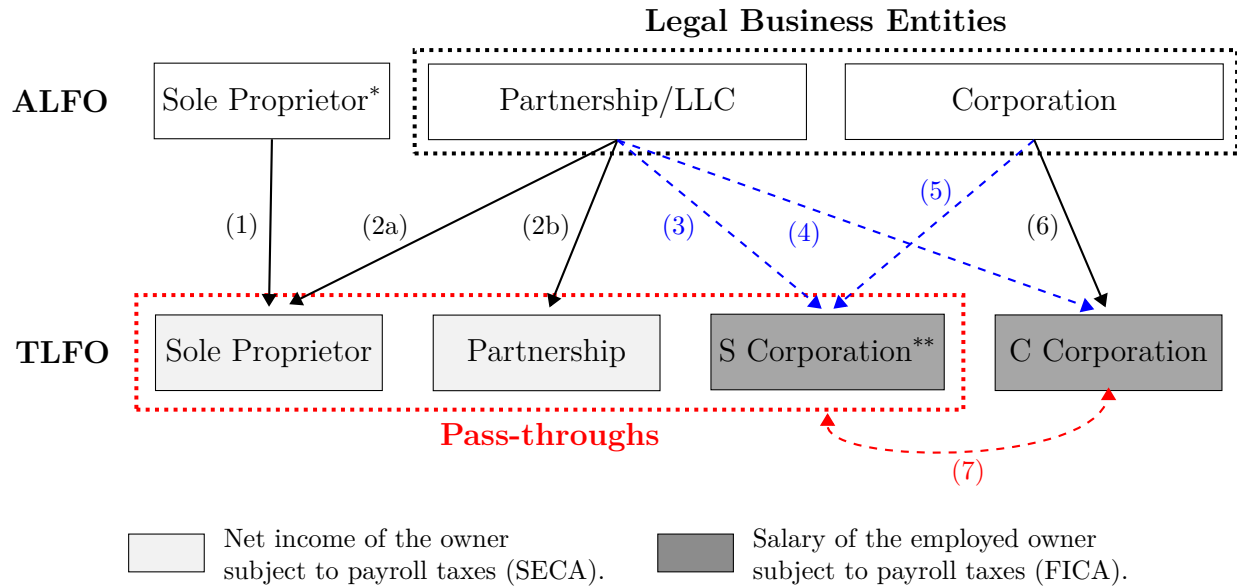 Legal Business Entities
ALFO
Sole Proprietor*
Partnership/LLC
Corporation
(1)
(2a)
(2b)
(3)
(4)
(5)
(6)
TLFO
Sole Proprietor
Partnership
S Corporation**
C Corporation
Pass-throughs
(7)
Net income of the owner
subject to payroll taxes (SECA).
Salary of the employed owner
subject to payroll taxes (FICA).